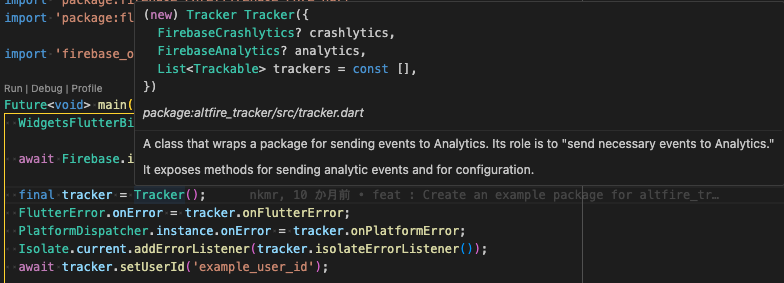 import 'package:fl
import 'firebase_o
(new) Tracker Tracker({
FirebaseCrashlytics? crashlytics,
FirebaseAnalytics? analytics,
List<Trackable> trackers = const [],
})
package:altfire_tracker/src/tracker.dart
A class that wraps a package for sending events to Analytics. Its role is to "send necessary events to Analytics."
It exposes methods for sending analytic events and for configuration.
Run | Debug | Profile
Future<void> main(
WidgetsFlutterBi
await Firebase.i
final tracker = Tracker(); nkmr, 10 か月前 • feat : Create an example package for altfire_tr…
FlutterError.onError = tracker.onFlutterError;
PlatformDispatcher.instance.onError = tracker.onPlatformError;
Isolate.current.addErrorListener(tracker.isolateErrorListener());
await tracker.setUserId('example_user_id');